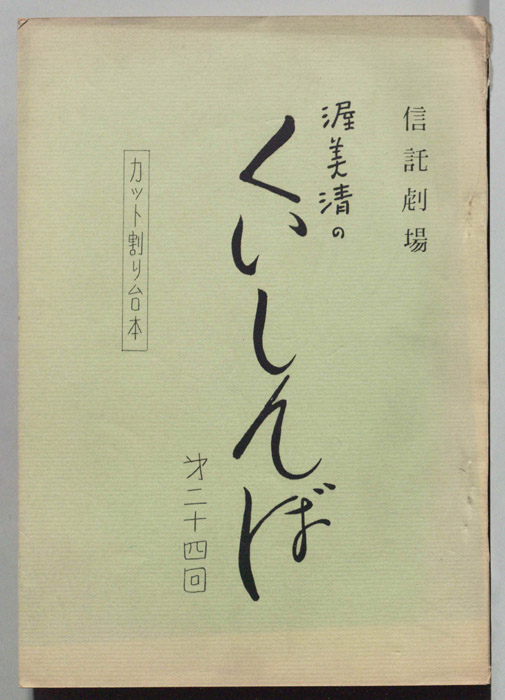 信託劇場
渥美清の
くいしんぼ
才二十四回
カット割り台本